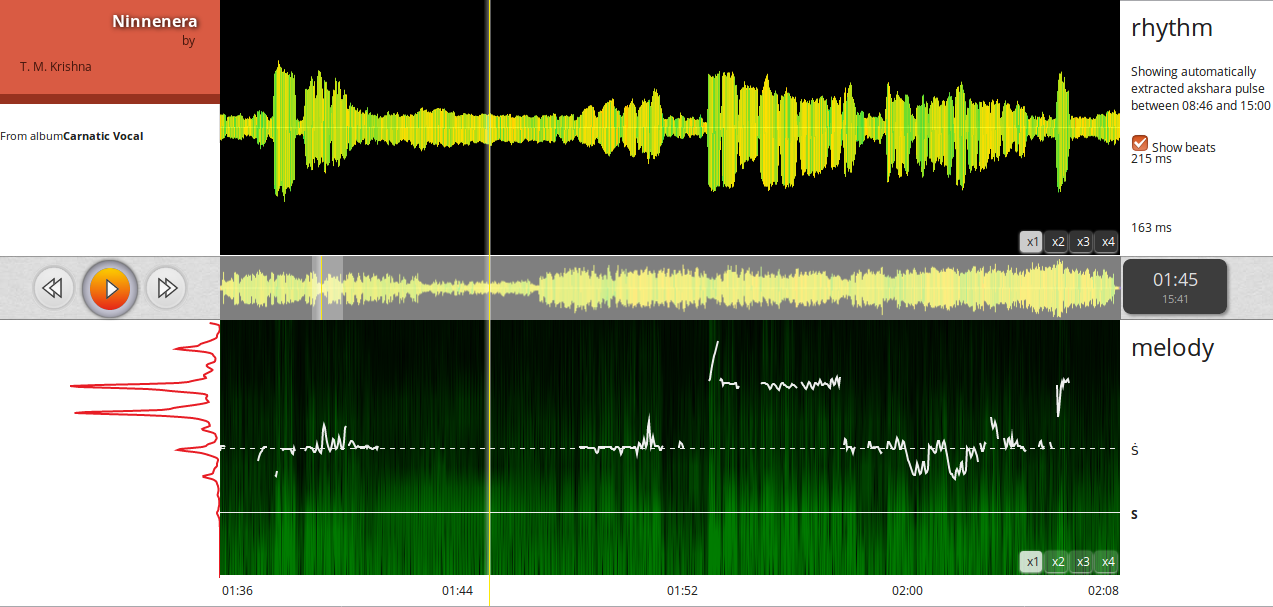 Ninnenera
by
T. M. Krishna
From albumCarnatic Vocal
rhythm
Showing automatically
extracted akshara pulse
between 08:46 and 15:00
Show beats
215 ms
163 ms
x1 x2 x3 x4
01:45
15:41
melody
Ṡ
S
x1 x2 x3 x4
01:36 01:44 01:52 02:00 02:08